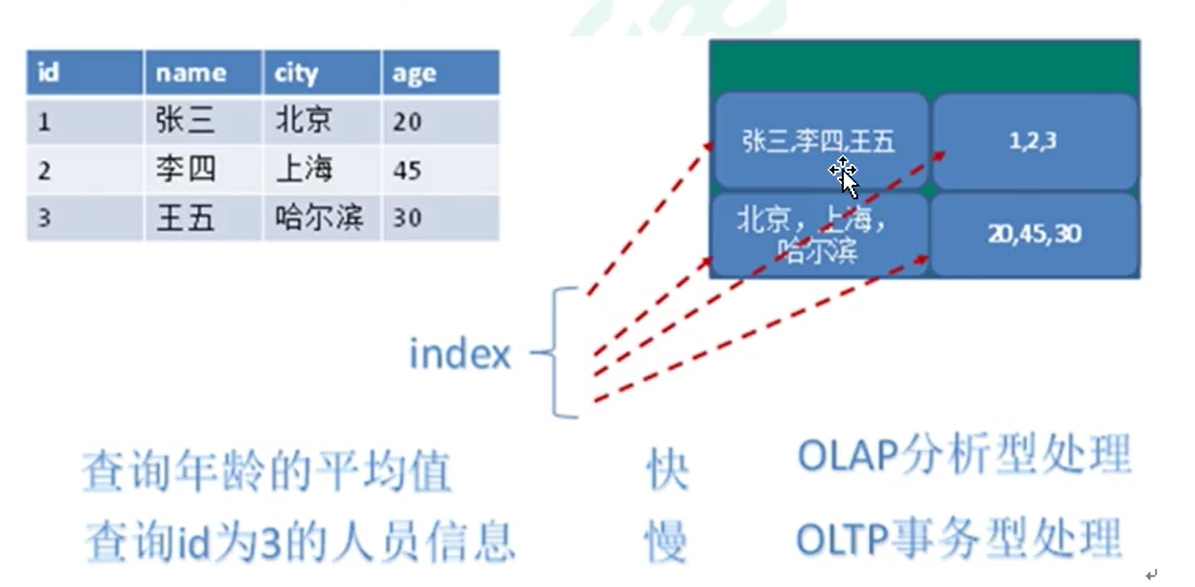 id name city age
1 张三 北京 20
2 李四 上海 45
3 王五 哈尔滨 30
张三,李四,王五
1,2,3
北京，上海，
哈尔滨
20,45,30
index
查询年龄的平均值 快 OLAP分析型处理
查询id为3的人员信息 慢 OLTP事务型处理